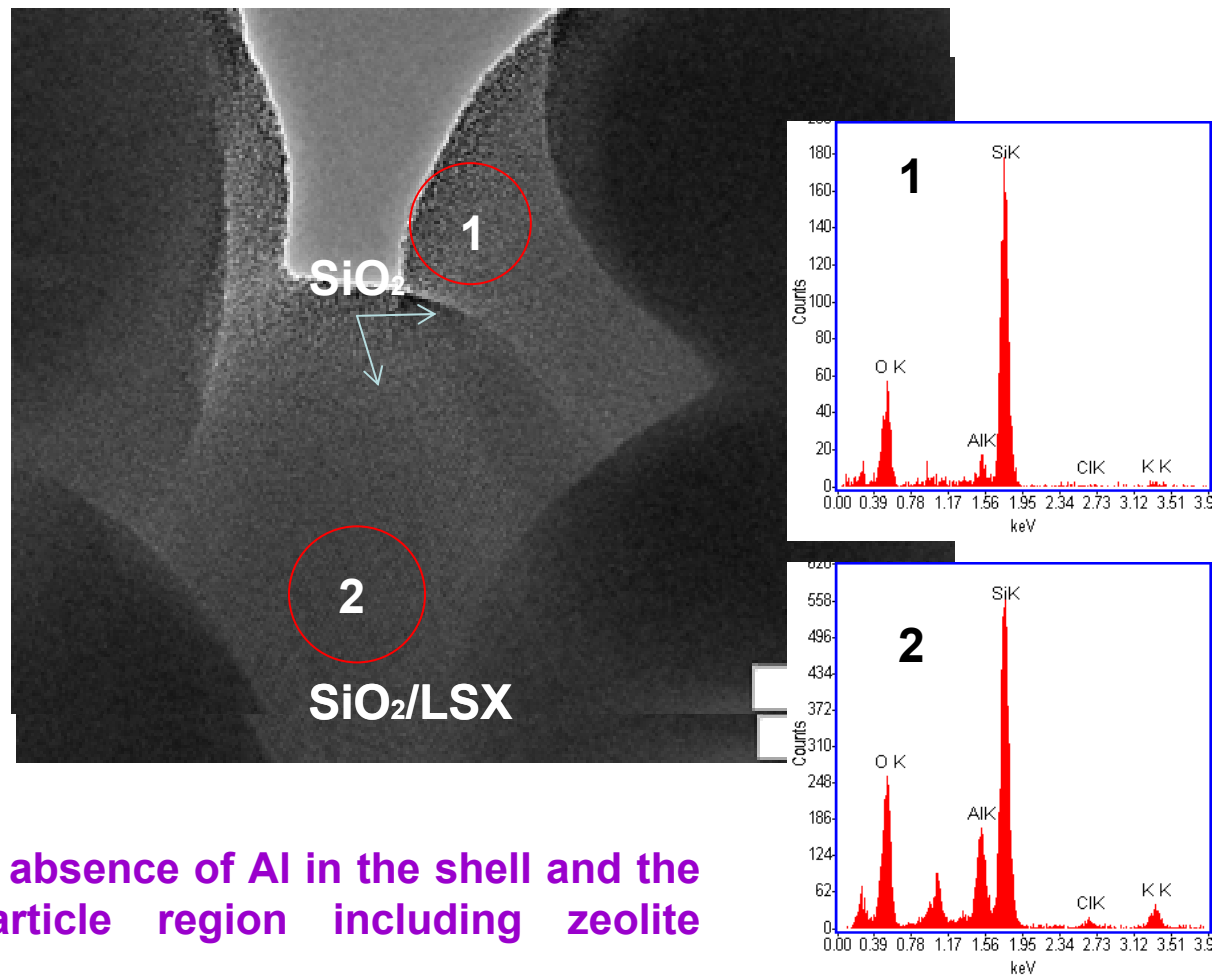 SiO₂
1
2
SiO₂/LSX
1
SiK
O K
AlK
ClK
K K
Counts
180
160
140
120
100
80
60
40
20
0
0.00 0.39 0.78 1.17 1.56 1.95 2.34 2.73 3.12 3.51
keV
2
SiK
O K
AlK
ClK
K K
Counts
620
558
496
434
372
310
248
186
124
62
0
0.00 0.39 0.78 1.17 1.56 1.95 2.34 2.73 3.12 3.51
keV
absence of Al in the shell and the
region including zeolite